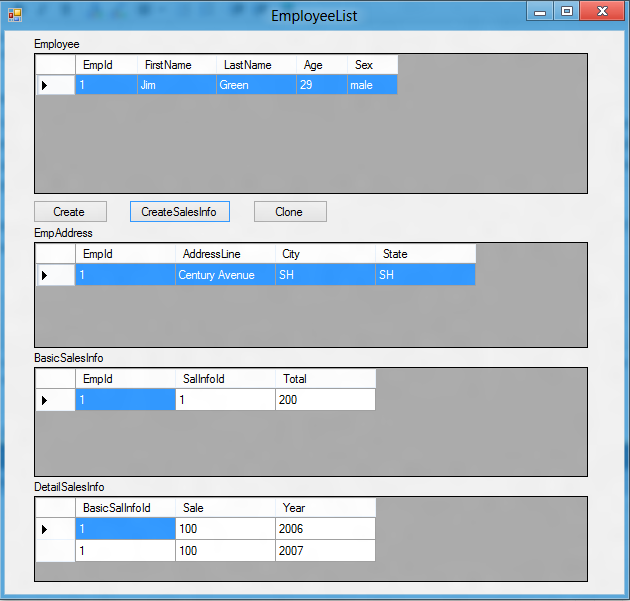 EmployeeList
Employee
EmpId FirstName LastName Age Sex
1 Jim Green 29 male
Create CreateSalesInfo Clone
EmpAddress
EmpId AddressLine City State
1 Century Avenue SH SH
BasicSalesInfo
EmpId SalInfoId Total
1 1 200
DetailSalesInfo
BasicSalInfoId Sale Year
1 100 2006
1 100 2007